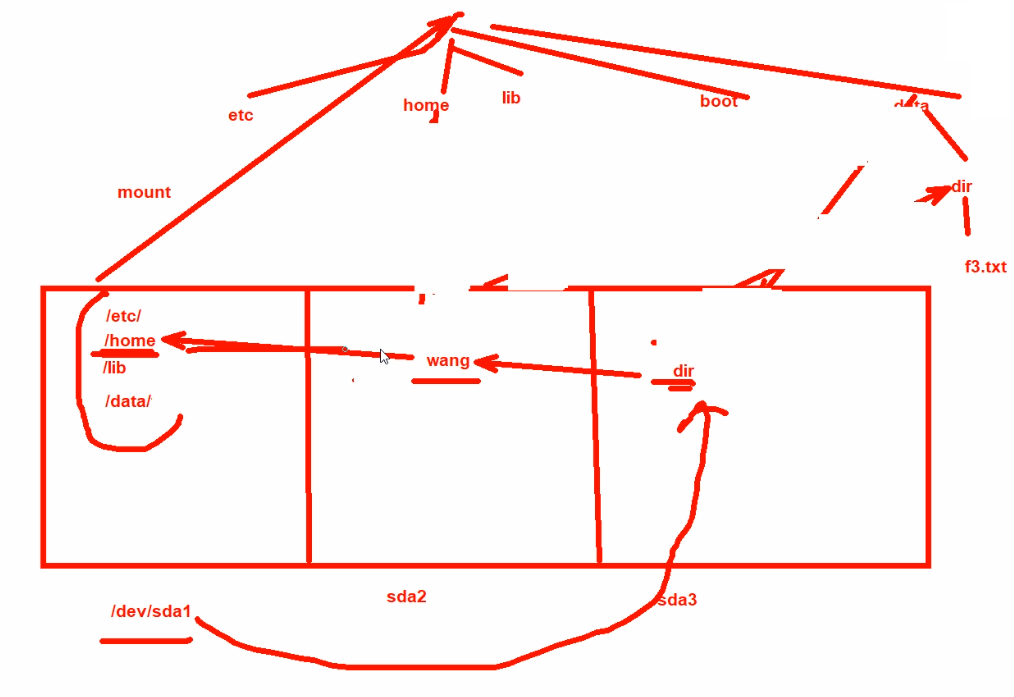 etc
home
lib
boot
data
mount
dir
f3.txt
/etc/
/home
/lib
/data/
wang
dir
/dev/sda1
sda2
sda3